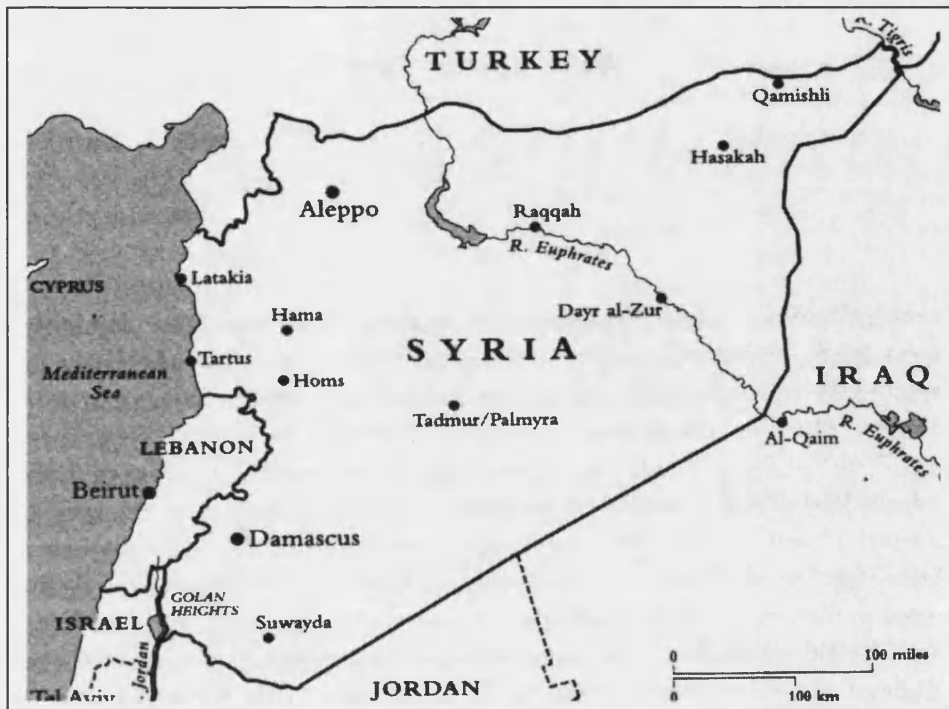 R. Tigris
TURKEY
Qamishli
Hasakah
Aleppo
Raqqah
R. Euphrates
CYPRUS
Latakia
Dayr al-Zur
Hama
SYRIA
Tartus
Mediterranean
Sea
Homs
IRAQ
Tadmur/Palmyra
Al-Qaim
R. Euphrates
LEBANON
Beirut
Damascus
GOLAN
HEIGHTS
ISRAEL
Suwayda
Jordan
JORDAN
Tel Aviv
0 100 miles
0 100 km